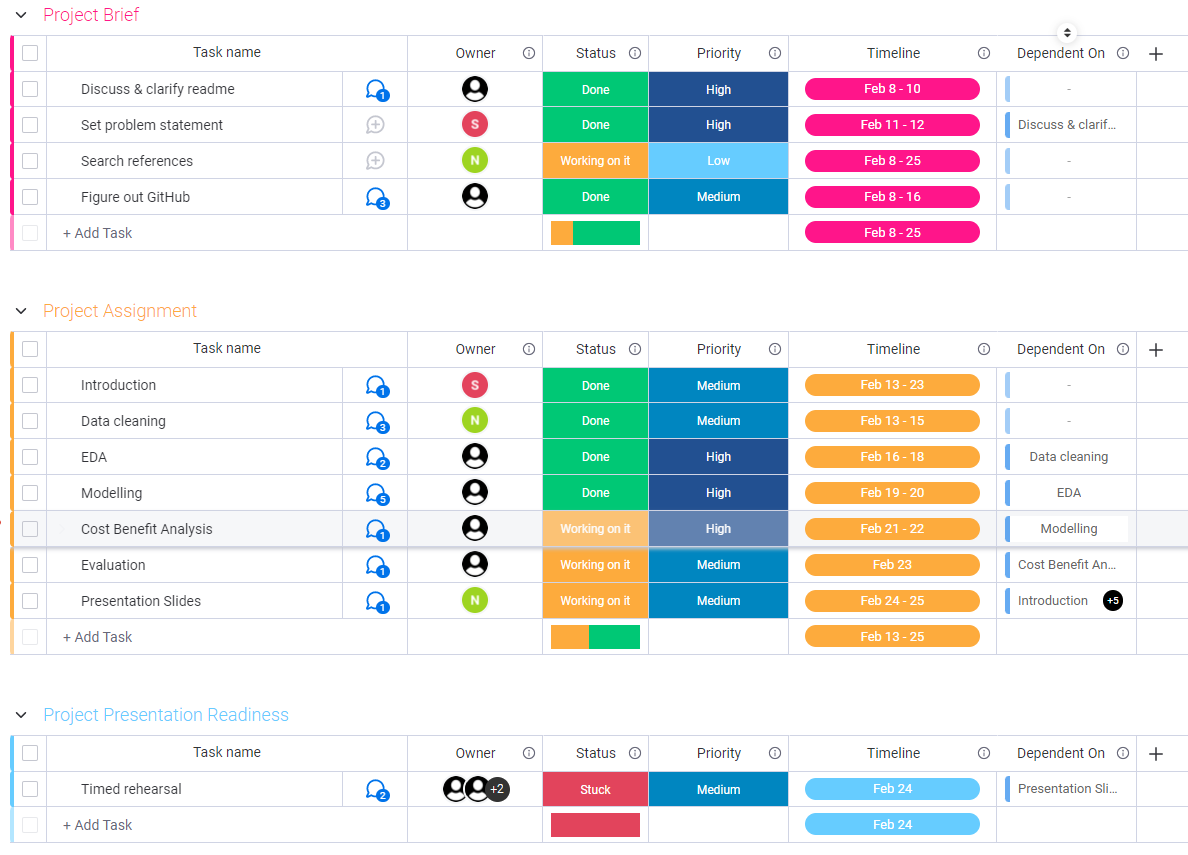 Project Brief
Task name Owner Status Priority Timeline Dependent On +
Discuss & clarify readme 1 Done High Feb 8 - 10 -
Set problem statement S Done High Feb 11 - 12 Discuss & clarif...
Search references N Working on it Low Feb 8 - 25 -
Figure out GitHub 3 Done Medium Feb 8 - 16 -
+ Add Task Feb 8 - 25
Project Assignment
Task name Owner Status Priority Timeline Dependent On +
Introduction 1 S Done Medium Feb 13 - 23 -
Data cleaning 3 N Done Medium Feb 13 - 15 -
EDA 2 Done High Feb 16 - 18 Data cleaning
Modelling 5 Done High Feb 19 - 20 EDA
Cost Benefit Analysis 1 Working on it High Feb 21 - 22 Modelling
Evaluation 1 Working on it Medium Feb 23 Cost Benefit An...
Presentation Slides 1 N Working on it Medium Feb 24 - 25 Introduction +5
+ Add Task Feb 13 - 25
Project Presentation Readiness
Task name Owner Status Priority Timeline Dependent On +
Timed rehearsal 2 +2 Stuck Medium Feb 24 Presentation Sli...
+ Add Task Feb 24